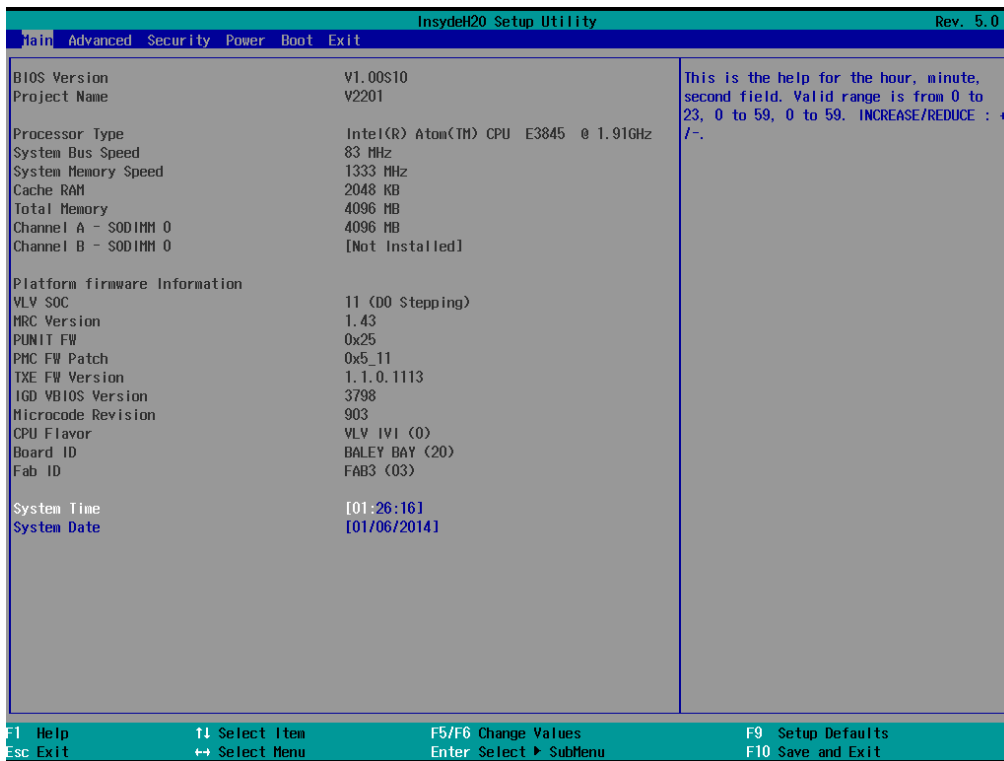 InsydeH20 Setup Utility Rev. 5.0
Main Advanced Security Power Boot Exit
BIOS Version V1.00S10
Project Name V2201
Processor Type Intel(R) Atom(TM) CPU E3845 @ 1.91GHz
System Bus Speed 83 MHz
System Memory Speed 1333 MHz
Cache RAM 2048 KB
Total Memory 4096 MB
Channel A - SODIMM 0 4096 MB
Channel B - SODIMM 0 [Not Installed]
Platform firmware Information
VLV SOC 11 (D0 Stepping)
MRC Version 1.43
PUNIT FW 0x25
PMC FW Patch 0x5_11
TXE FW Version 1.1.0.1113
IGD VBIOS Version 3798
Microcode Revision 903
CPU Flavor VLV IVI (0)
Board ID BALEY BAY (20)
Fab ID FAB3 (03)
System Time [01:26:16]
System Date [01/06/2014]
This is the help for the hour, minute,
second field. Valid range is from 0 to
23, 0 to 59, 0 to 59. INCREASE/REDUCE : +
/-.
F1 Help ↑↓ Select Item F5/F6 Change Values F9 Setup Defaults
Esc Exit ↔ Select Menu Enter Select ▶ SubMenu F10 Save and Exit